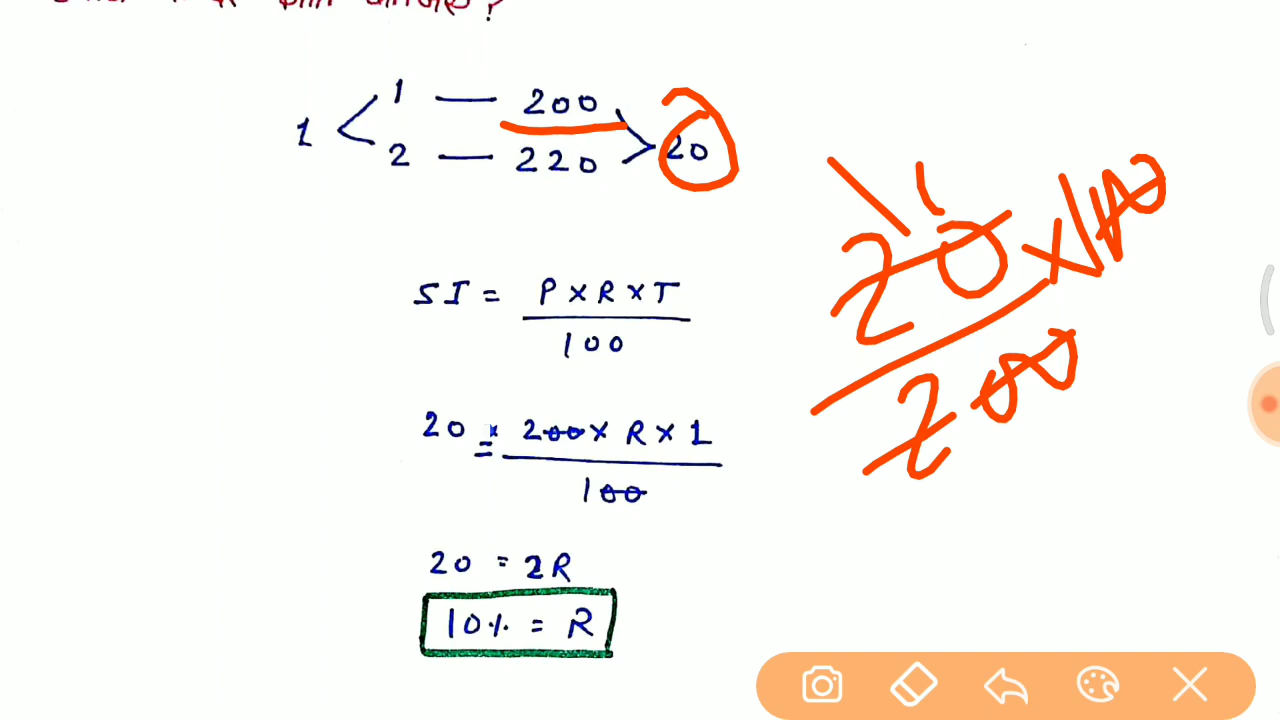 1 < 1 — 200
2 — 220 > 20
SI = P × R × T
100
20 = 200 × R × 1
100
20 = 2R
10% = R
20 × 100
200